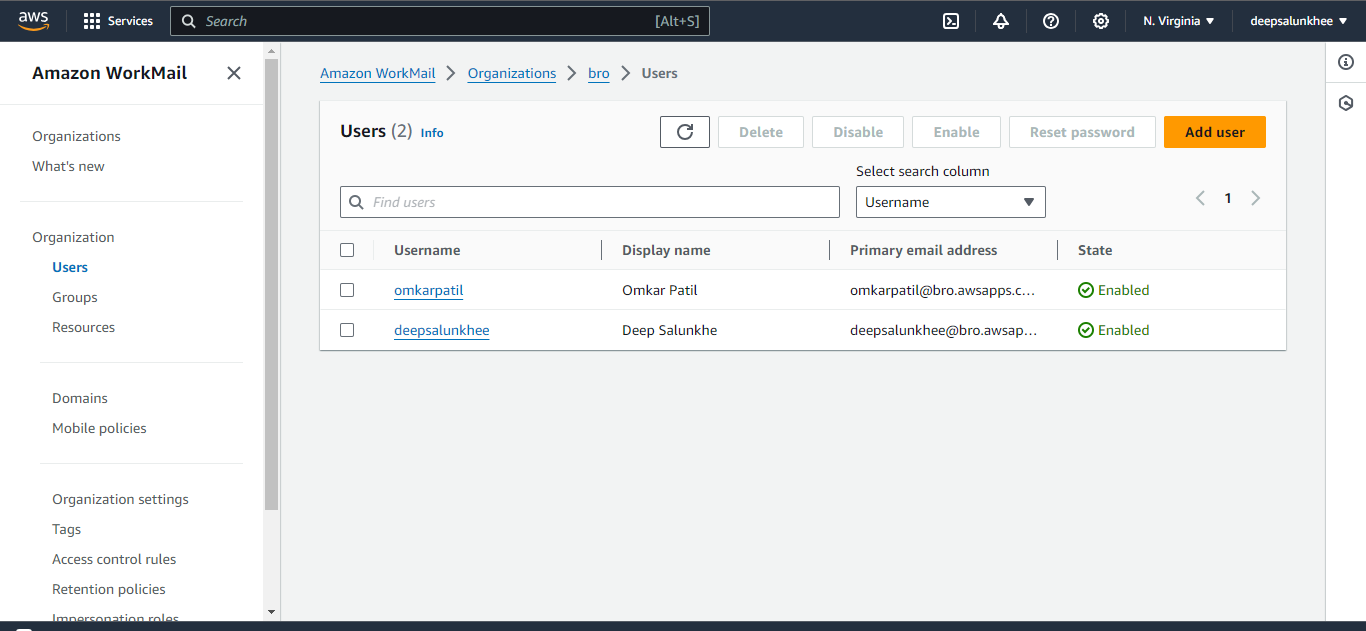 aws Services Search [Alt+S] N. Virginia deepsalunkhee
Amazon WorkMail
Organizations
What's new
Organization
Users
Groups
Resources
Domains
Mobile policies
Organization settings
Tags
Access control rules
Retention policies
Impersonation roles
Amazon WorkMail Organizations bro Users
Users (2) Info Delete Disable Enable Reset password Add user
Select search column
Find users Username 1
Username Display name Primary email address State
omkarpatil Omkar Patil omkarpatil@bro.awsapps.c... Enabled
deepsalunkhee Deep Salunkhe deepsalunkhee@bro.awsap... Enabled